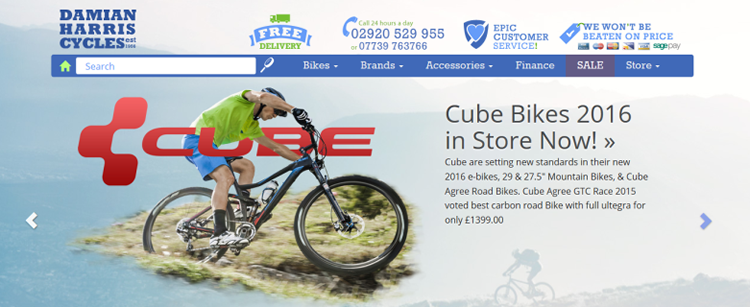 DAMIAN
HARRIS
CYCLES est
FREE
DELIVERY
Call 24 hours a day
02920 529 955
or 07739 763766
EPIC
CUSTOMER
SERVICE!
WE WON'T BE
BEATEN ON PRICE
sagepay
Search
Bikes
Brands
Accessories
Finance
SALE
Store
CUBE
Cube Bikes 2016
in Store Now! »
Cube are setting new standards in their new
2016 e-bikes, 29 & 27.5" Mountain Bikes, & Cube
Agree Road Bikes. Cube Agree GTC Race 2015
voted best carbon road Bike with full ultegra for
only £1399.00